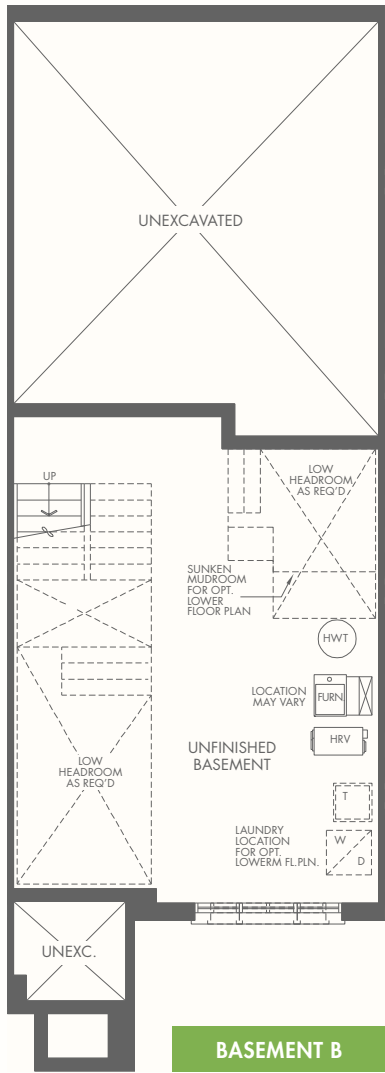 UNEXCAVATED
UP
LOW
HEADROOM
AS REQ'D
SUNKEN
MUDROOM
FOR OPT.
LOWER
FLOOR PLAN
HWT
LOCATION
MAY VARY
FURN.
HRV
UNFINISHED
BASEMENT
LOW
HEADROOM
AS REQ'D
T
LAUNDRY
LOCATION
FOR OPT.
LOWERM FL.PLN.
W
D
UNEXC.
BASEMENT B